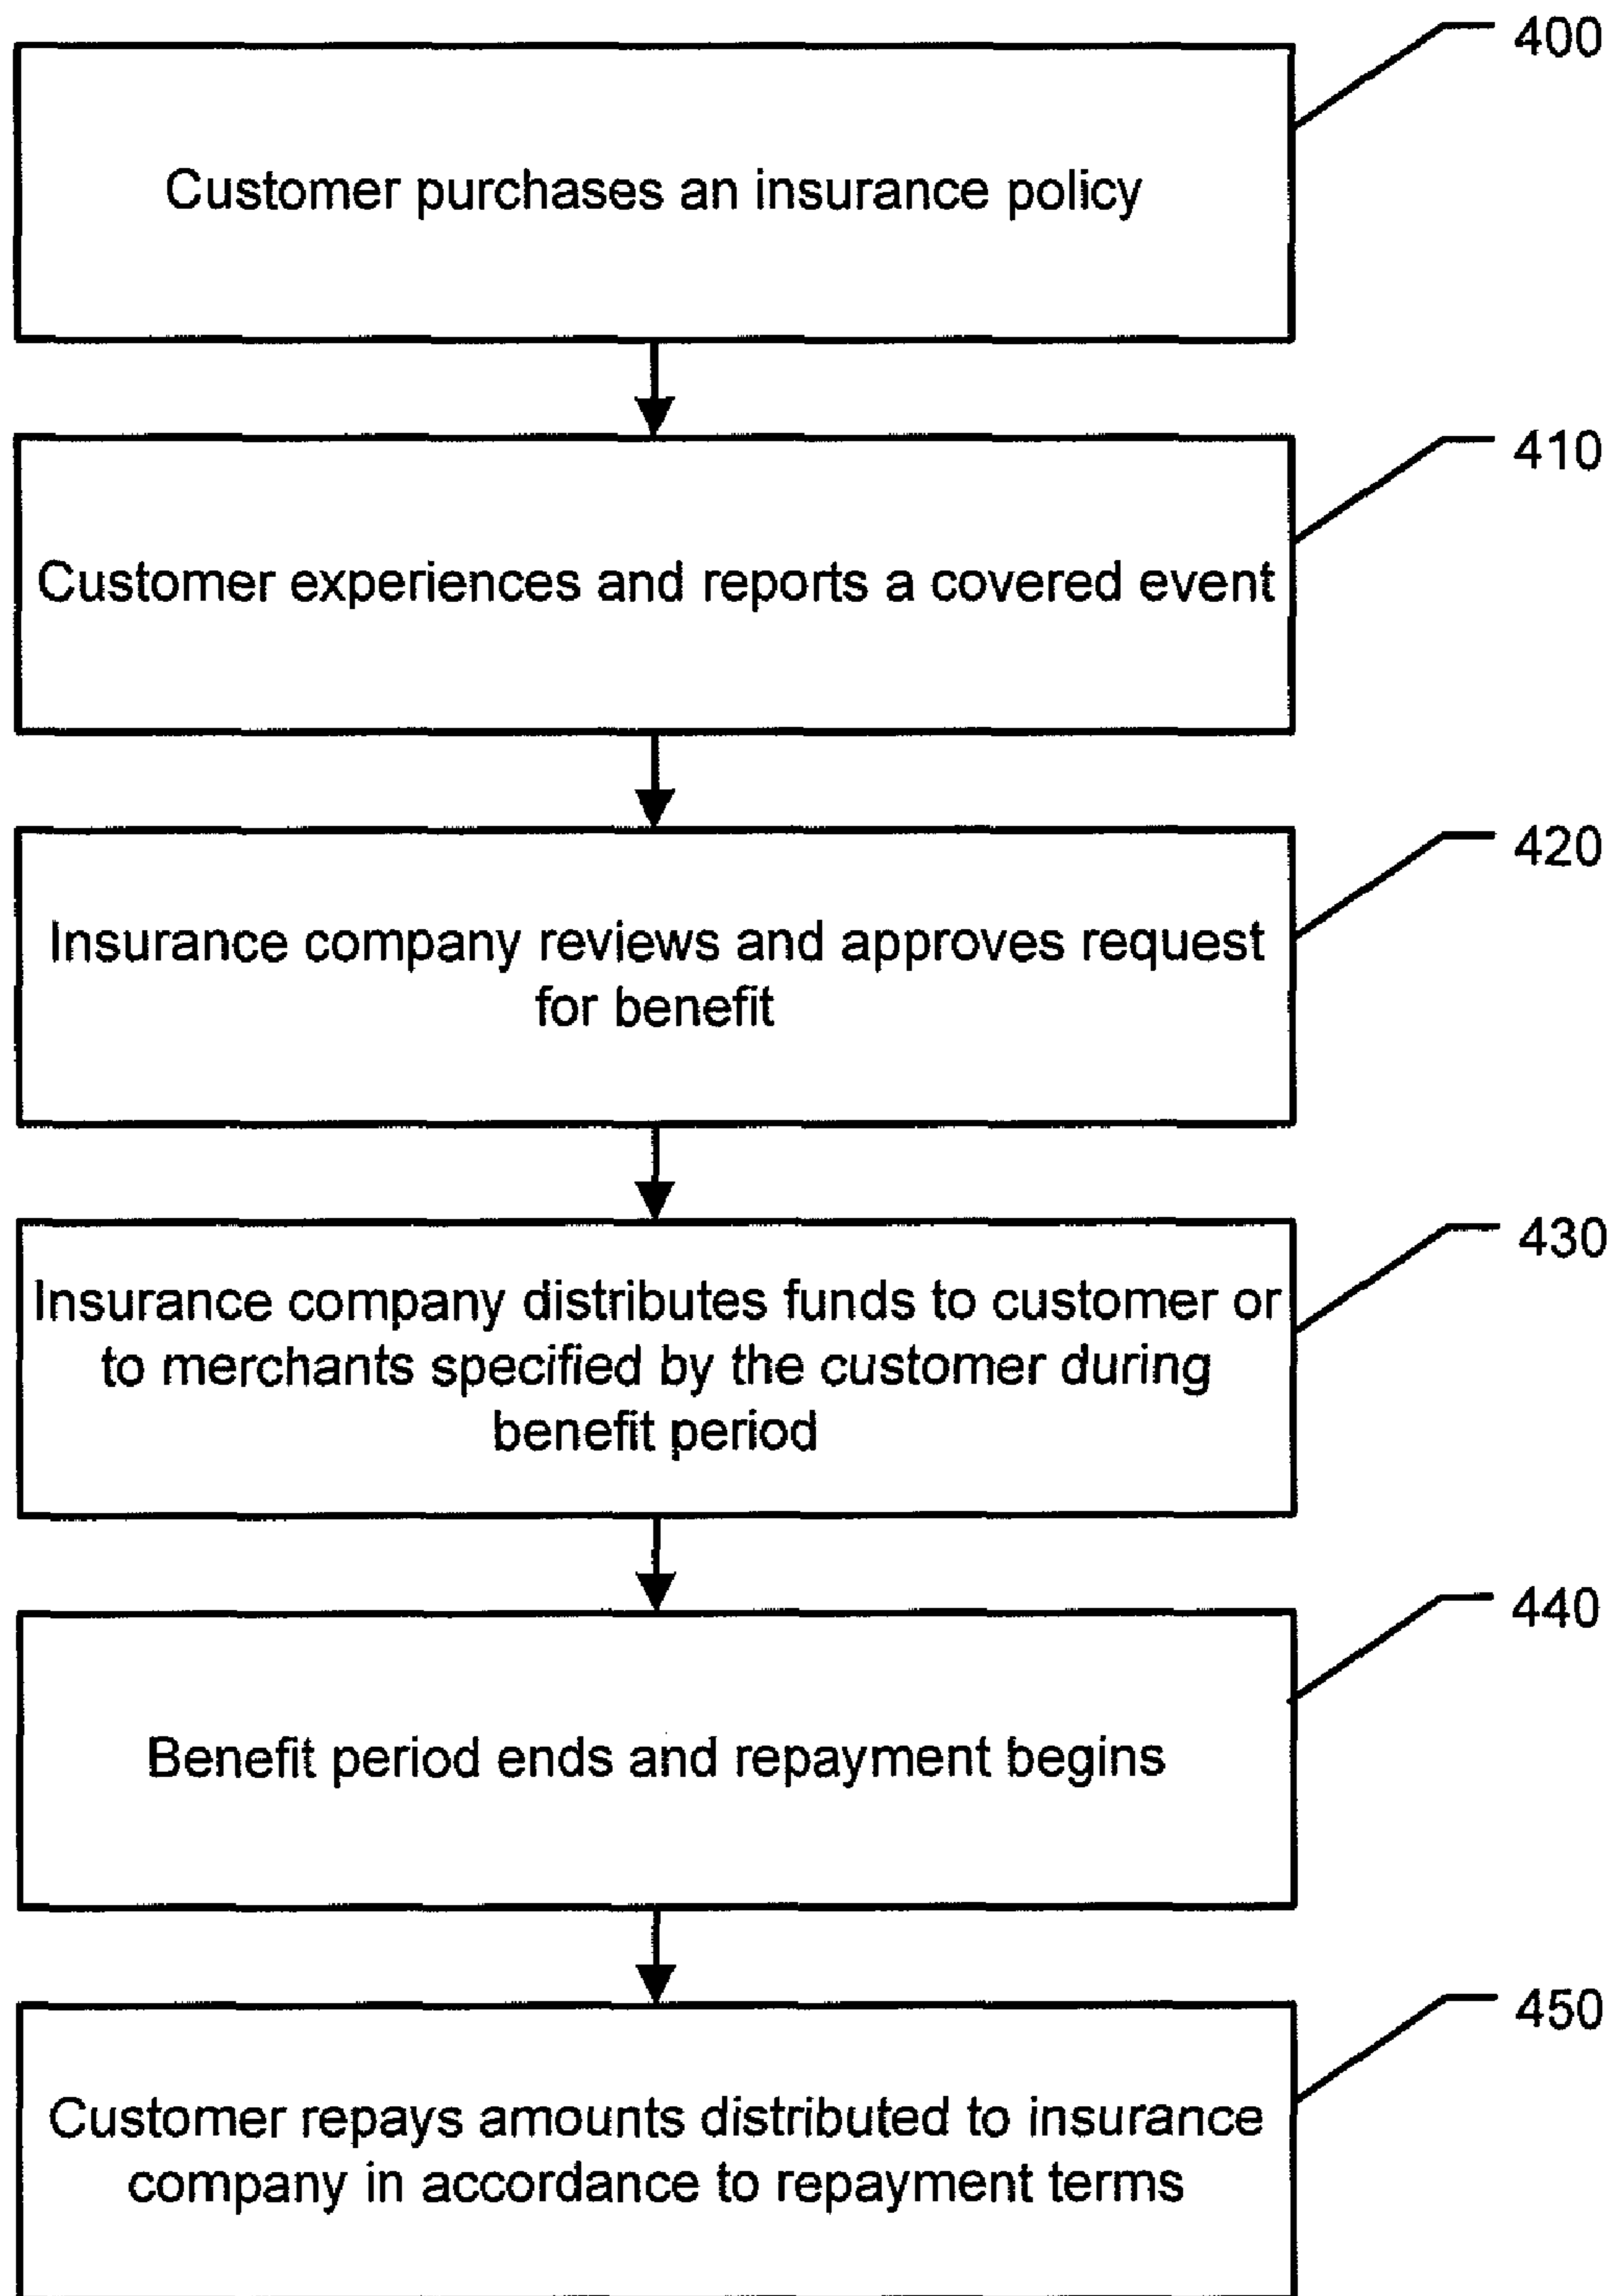 400
Customer purchases an insurance policy
410
Customer experiences and reports a covered event
420
Insurance company reviews and approves request
for benefit
430
Insurance company distributes funds to customer or
to merchants specified by the customer during
benefit period
440
Benefit period ends and repayment begins
450
Customer repays amounts distributed to insurance
company in accordance to repayment terms